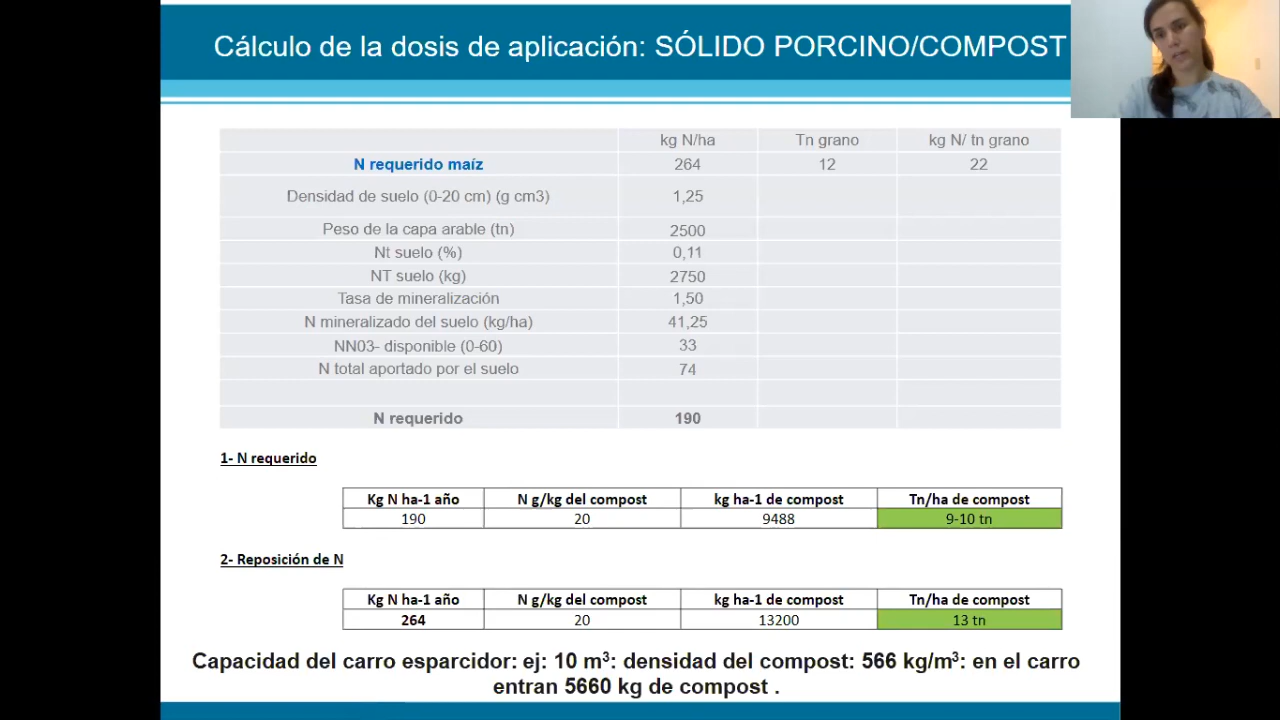 Cálculo de la dosis de aplicación: SÓLIDO PORCINO/COMPOST
kg N/ha Tn grano kg N/ tn grano
N requerido maíz 264 12 22
Densidad de suelo (0-20 cm) (g cm3) 1,25
Peso de la capa arable (tn) 2500
Nt suelo (%) 0,11
NT suelo (kg) 2750
Tasa de mineralización 1,50
N mineralizado del suelo (kg/ha) 41,25
NN03- disponible (0-60) 33
N total aportado por el suelo 74
N requerido 190
1- N requerido
Kg N ha-1 año N g/kg del compost kg ha-1 de compost Tn/ha de compost
190 20 9488 9-10 tn
2- Reposición de N
Kg N ha-1 año N g/kg del compost kg ha-1 de compost Tn/ha de compost
264 20 13200 13 tn
Capacidad del carro esparcidor: ej: 10 m³: densidad del compost: 566 kg/m³: en el carro
entran 5660 kg de compost .